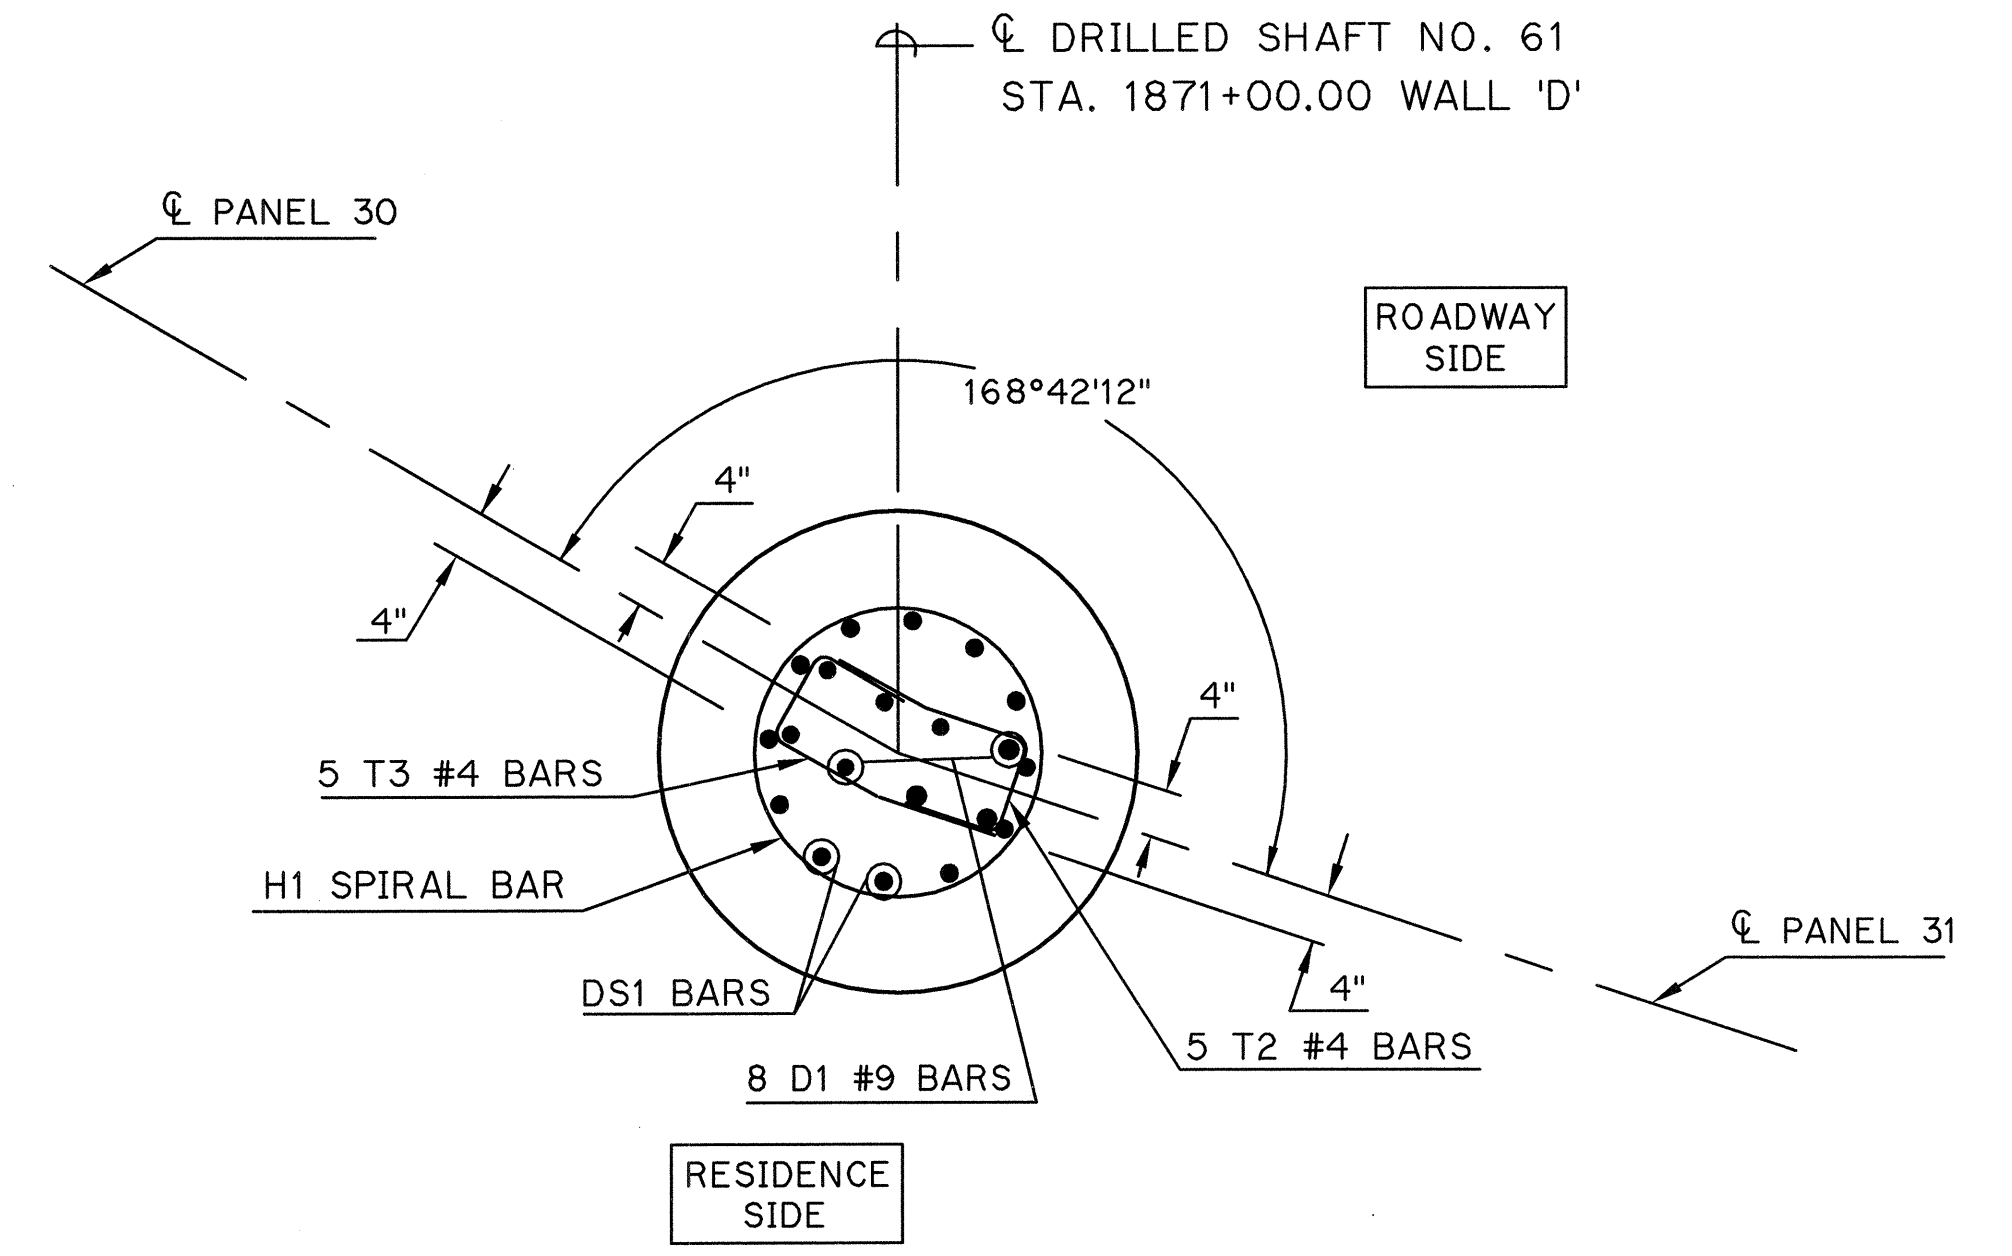 ℄ DRILLED SHAFT NO. 61
STA. 1871+00.00 WALL 'D'
℄ PANEL 30
ROADWAY
SIDE
168°42'12"
4"
4"
4"
5 T3 #4 BARS
H1 SPIRAL BAR
℄ PANEL 31
DS1 BARS
4"
5 T2 #4 BARS
8 D1 #9 BARS
RESIDENCE
SIDE